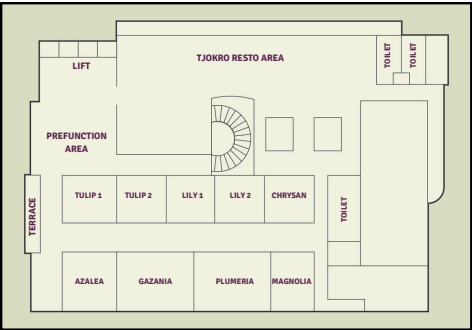 TJOKRO RESTO AREA
TOILET
TOILET
LIFT
PREFUNCTION
AREA
TERRACE
TULIP 1
TULIP 2
LILY 1
LILY 2
CHRYSAN
TOILET
AZALEA
GAZANIA
PLUMERIA
MAGNOLIA